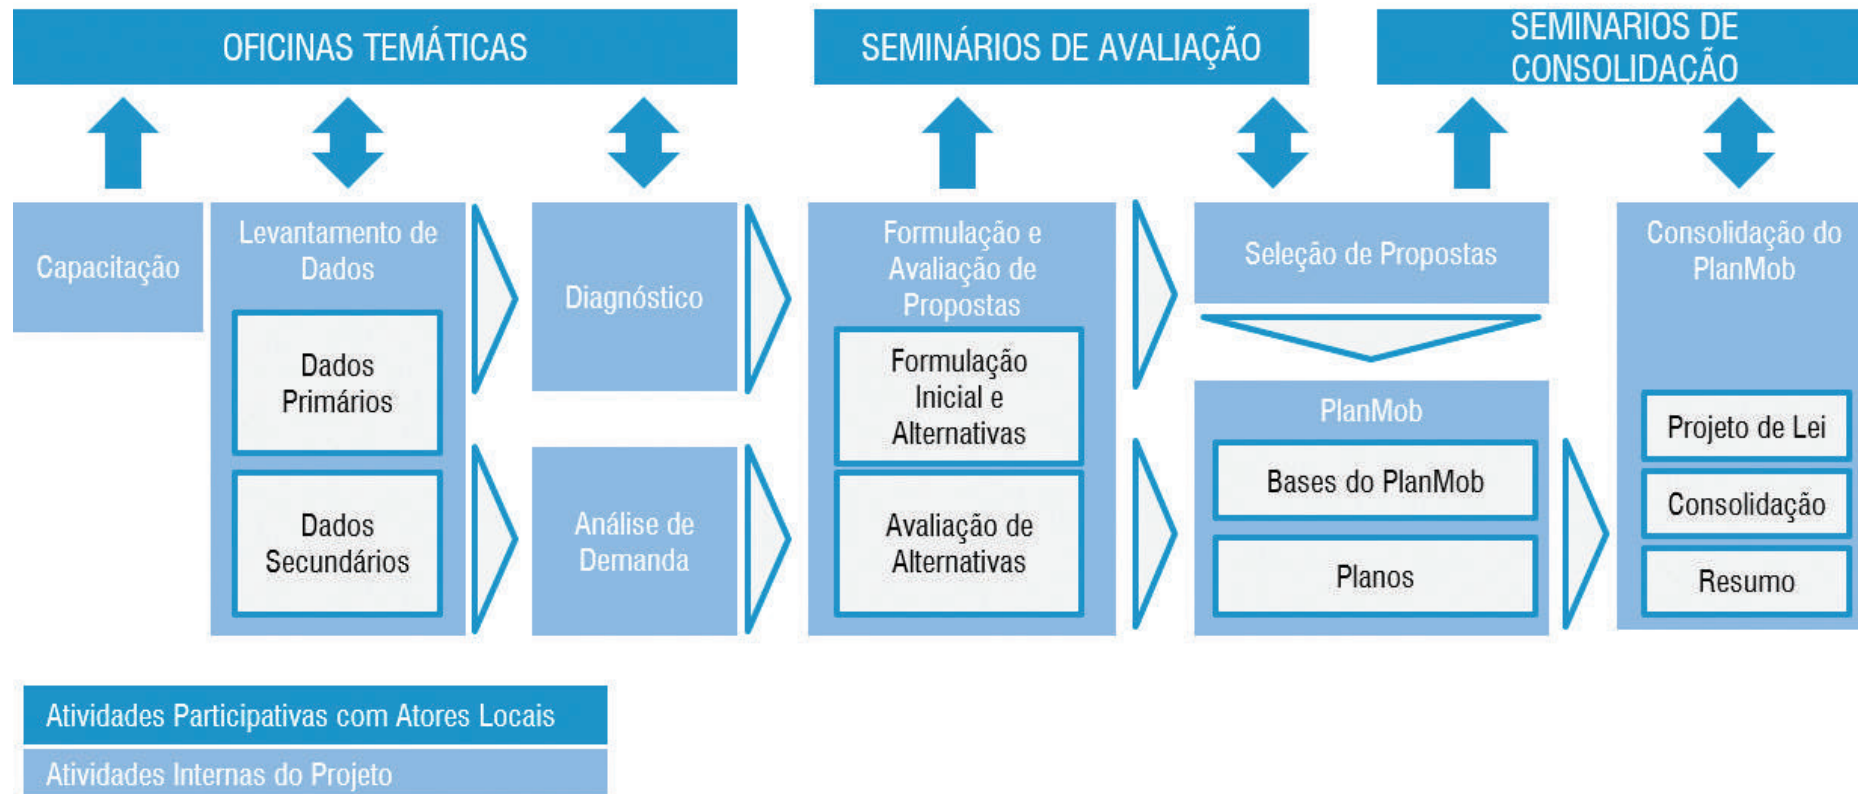 OFICINAS TEMÁTICAS
SEMINÁRIOS DE AVALIAÇÃO
SEMINARIOS DE
CONSOLIDAÇÃO
Capacitação
Levantamento de
Dados
Dados
Primários
Dados
Secundários
Diagnóstico
Análise de
Demanda
Formulação e
Avaliação de
Propostas
Formulação
Inicial e
Alternativas
Avaliação de
Alternativas
Seleção de Propostas
PlanMob
Bases do PlanMob
Planos
Consolidação do
PlanMob
Projeto de Lei
Consolidação
Resumo
Atividades Participativas com Atores Locais
Atividades Internas do Projeto